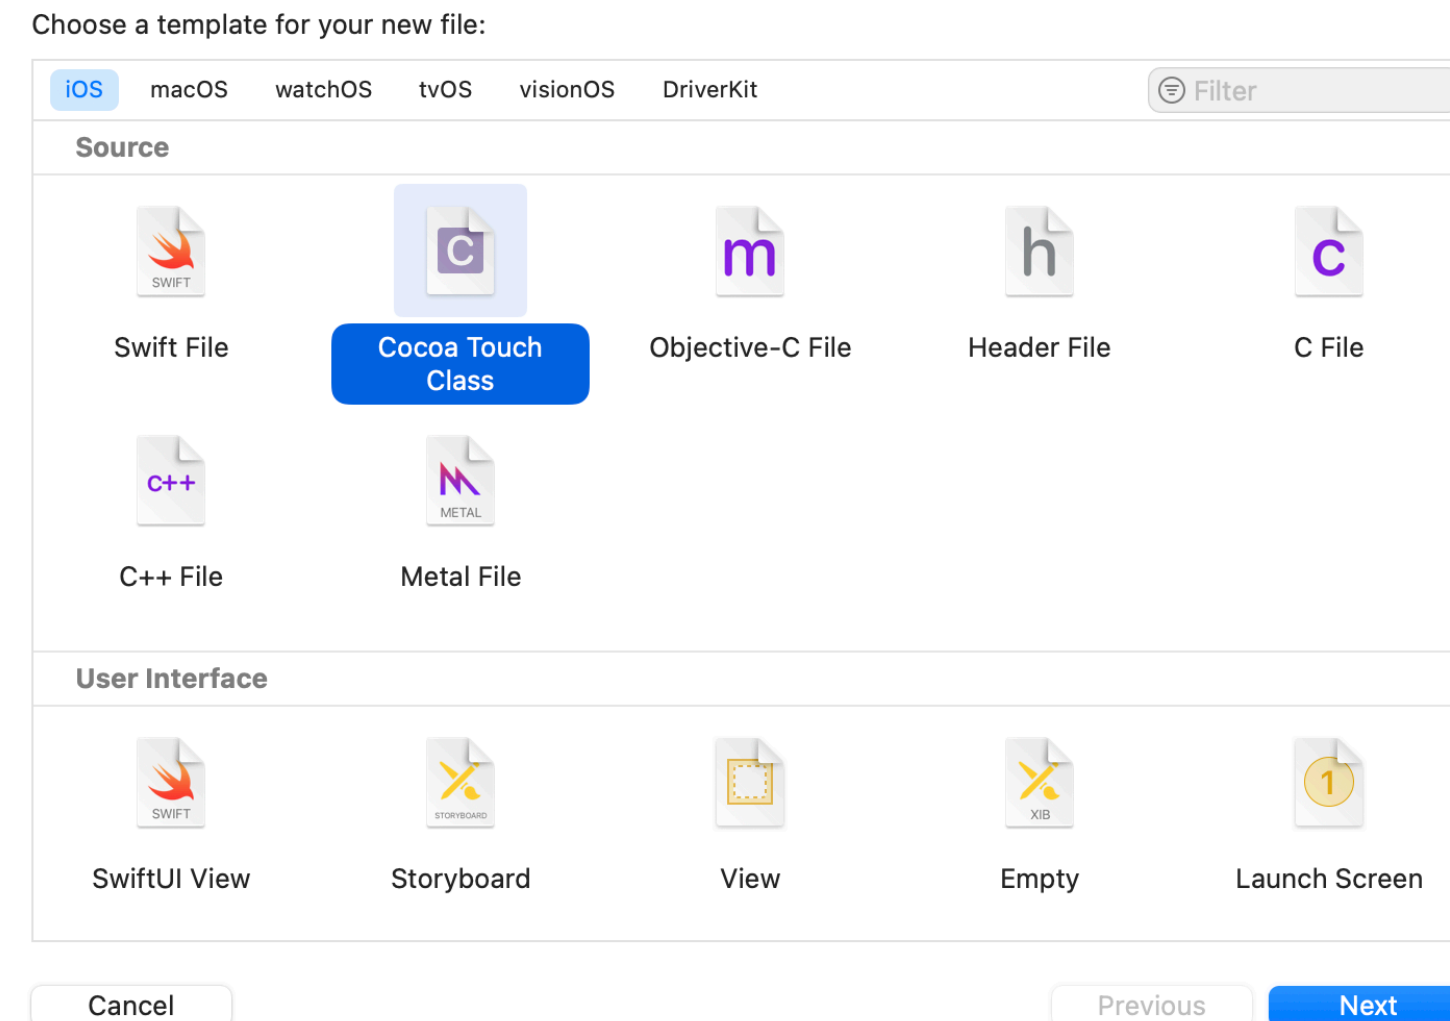 Choose a template for your new file:
iOS macOS watchOS tvOS visionOS DriverKit Filter
Source
SWIFT C m h c
Swift File Cocoa Touch Class Objective-C File Header File C File
C++ METAL
C++ File Metal File
User Interface
SWIFT STORYBOARD XIB 1
SwiftUI View Storyboard View Empty Launch Screen
Cancel Previous Next